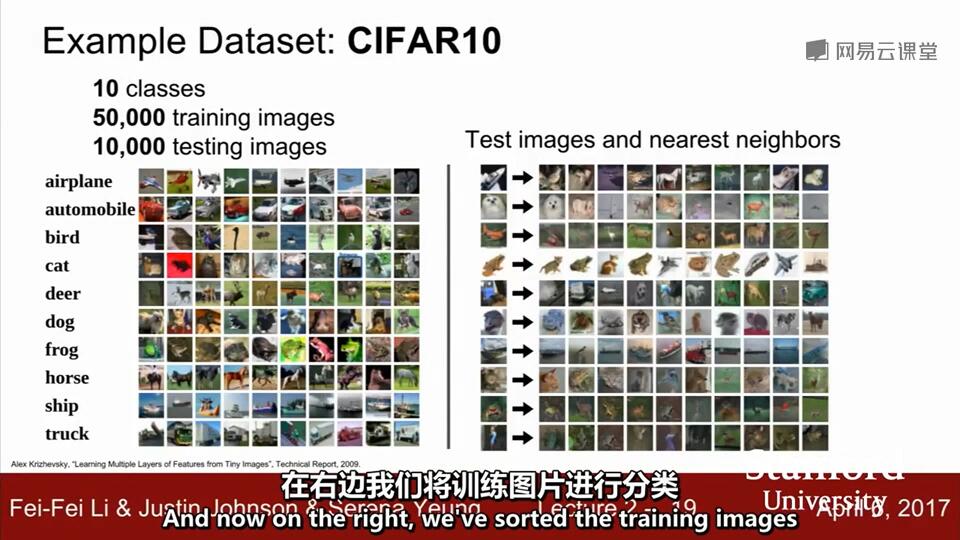 Example Dataset: CIFAR10
网易云课堂
10 classes
50,000 training images
10,000 testing images
Test images and nearest neighbors
airplane
automobile
bird
cat
deer
dog
frog
horse
ship
truck
Alex Krizhevsky, "Learning Multiple Layers of Features from Tiny Images", Technical Report, 2009.
在右边我们将训练图片进行分类
Stanford
University
Fei-Fei Li & Justin Johnson & Serena Yeung
Lecture 2 - 19
April 6, 2017
And now on the right, we've sorted the training images